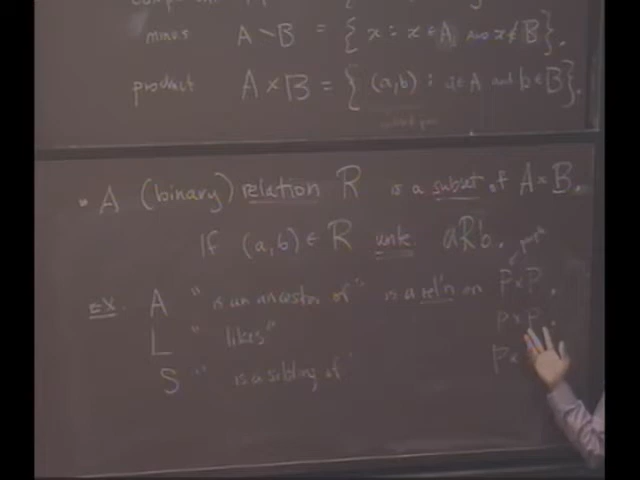 minus A ∖ B = { x : x ∈ A and x ∉ B }.
product A × B = { (a,b) : a ∈ A and b ∈ B }.
• A (binary) relation R is a subset of A × B.
If (a,b) ∈ R write aRb.
people
Ex. A "is an ancestor of" is a rel'n on P × P.
L "likes" P × P.
S "is a sibling of" P ×